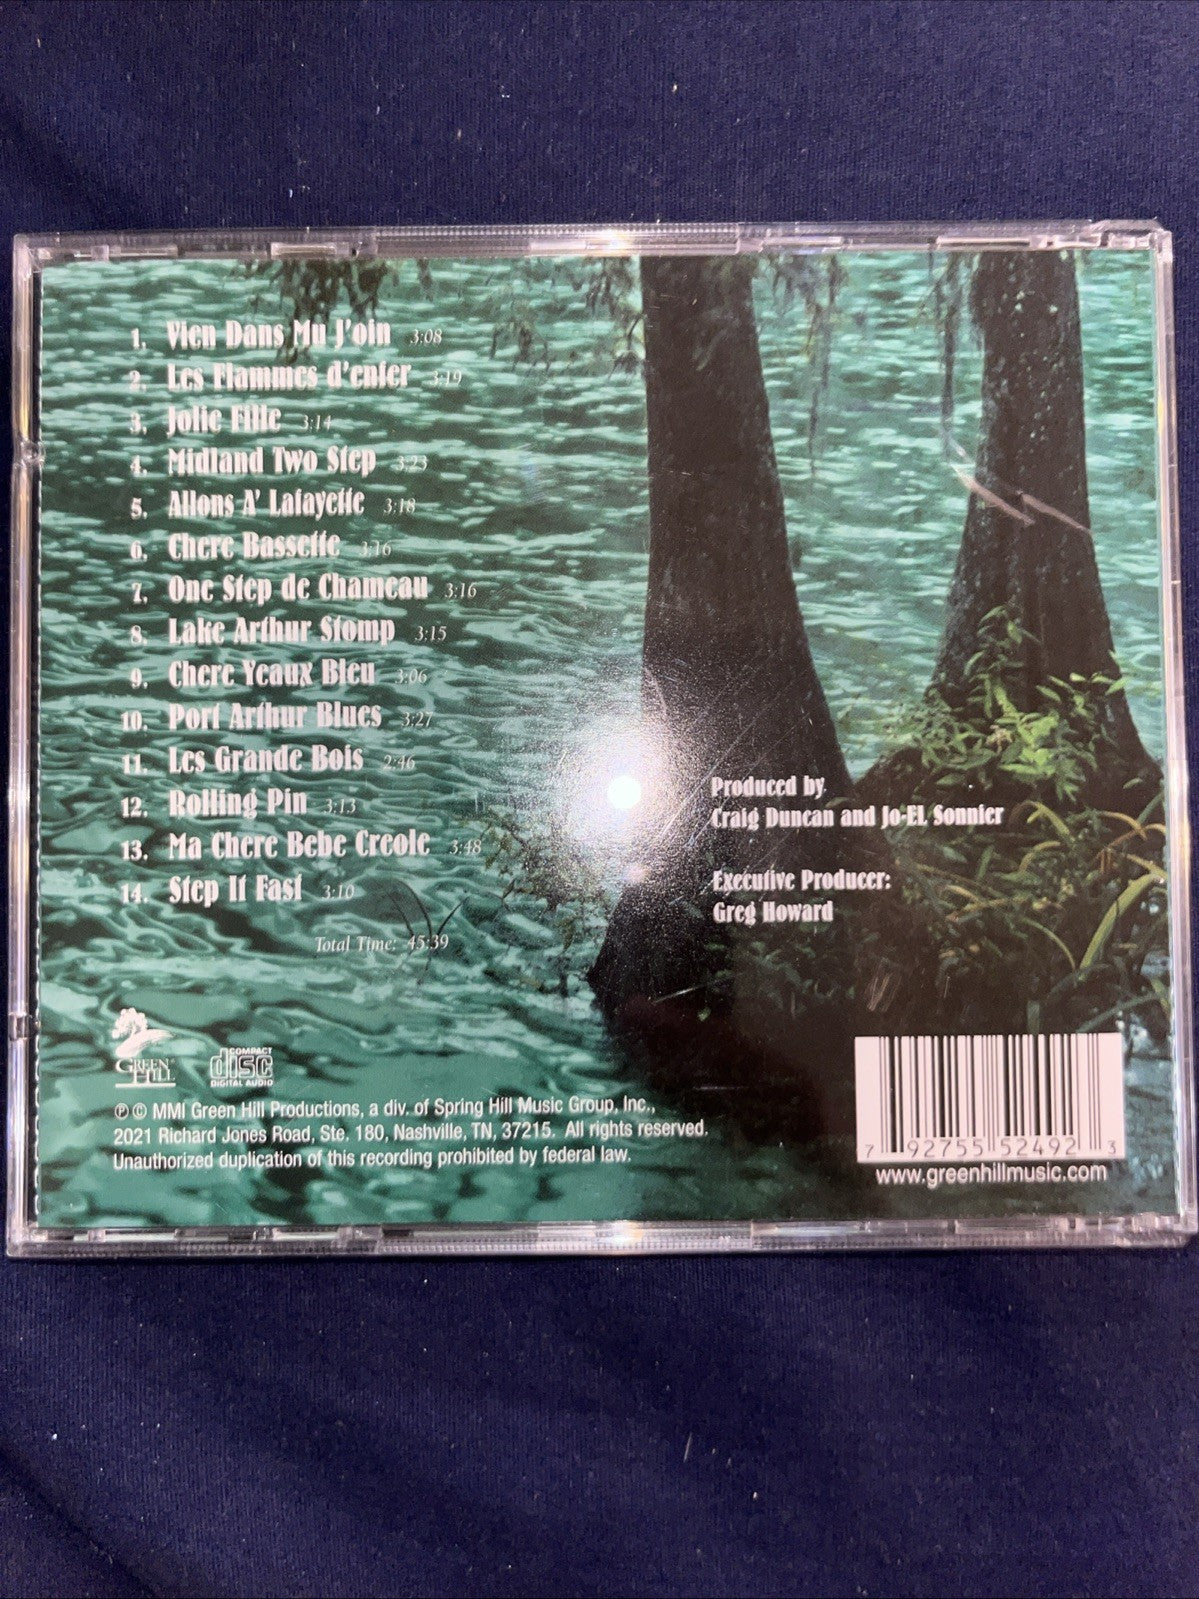 1. Vien Dans Mu J'oin 3:08
2. Les Flammes d'enfer 3:19
3. Jolie Fille 3:14
4. Midland Two Step 3:23
5. Allons A' Lafayette 3:18
6. Chere Bassette 3:16
7. One Step de Chameau 3:16
8. Lake Arthur Stomp 3:15
9. Chere Yeaux Bleu 3:06
10. Port Arthur Blues 3:27
11. Les Grande Bois 2:46
12. Rolling Pin 3:13
13. Ma Chere Bebe Creole 3:48
14. Step It Fast 3:10
Total Time: 45:39
Produced by
Craig Duncan and Jo-EL Sonnier
Executive Producer:
Greg Howard
GREEN®
HILL
COMPACT
disc
DIGITAL AUDIO
℗ © MMI Green Hill Productions, a div. of Spring Hill Music Group, Inc.,
2021 Richard Jones Road, Ste. 180, Nashville, TN, 37215. All rights reserved.
Unauthorized duplication of this recording prohibited by federal law.
7 92755 52492 3
www.greenhillmusic.com